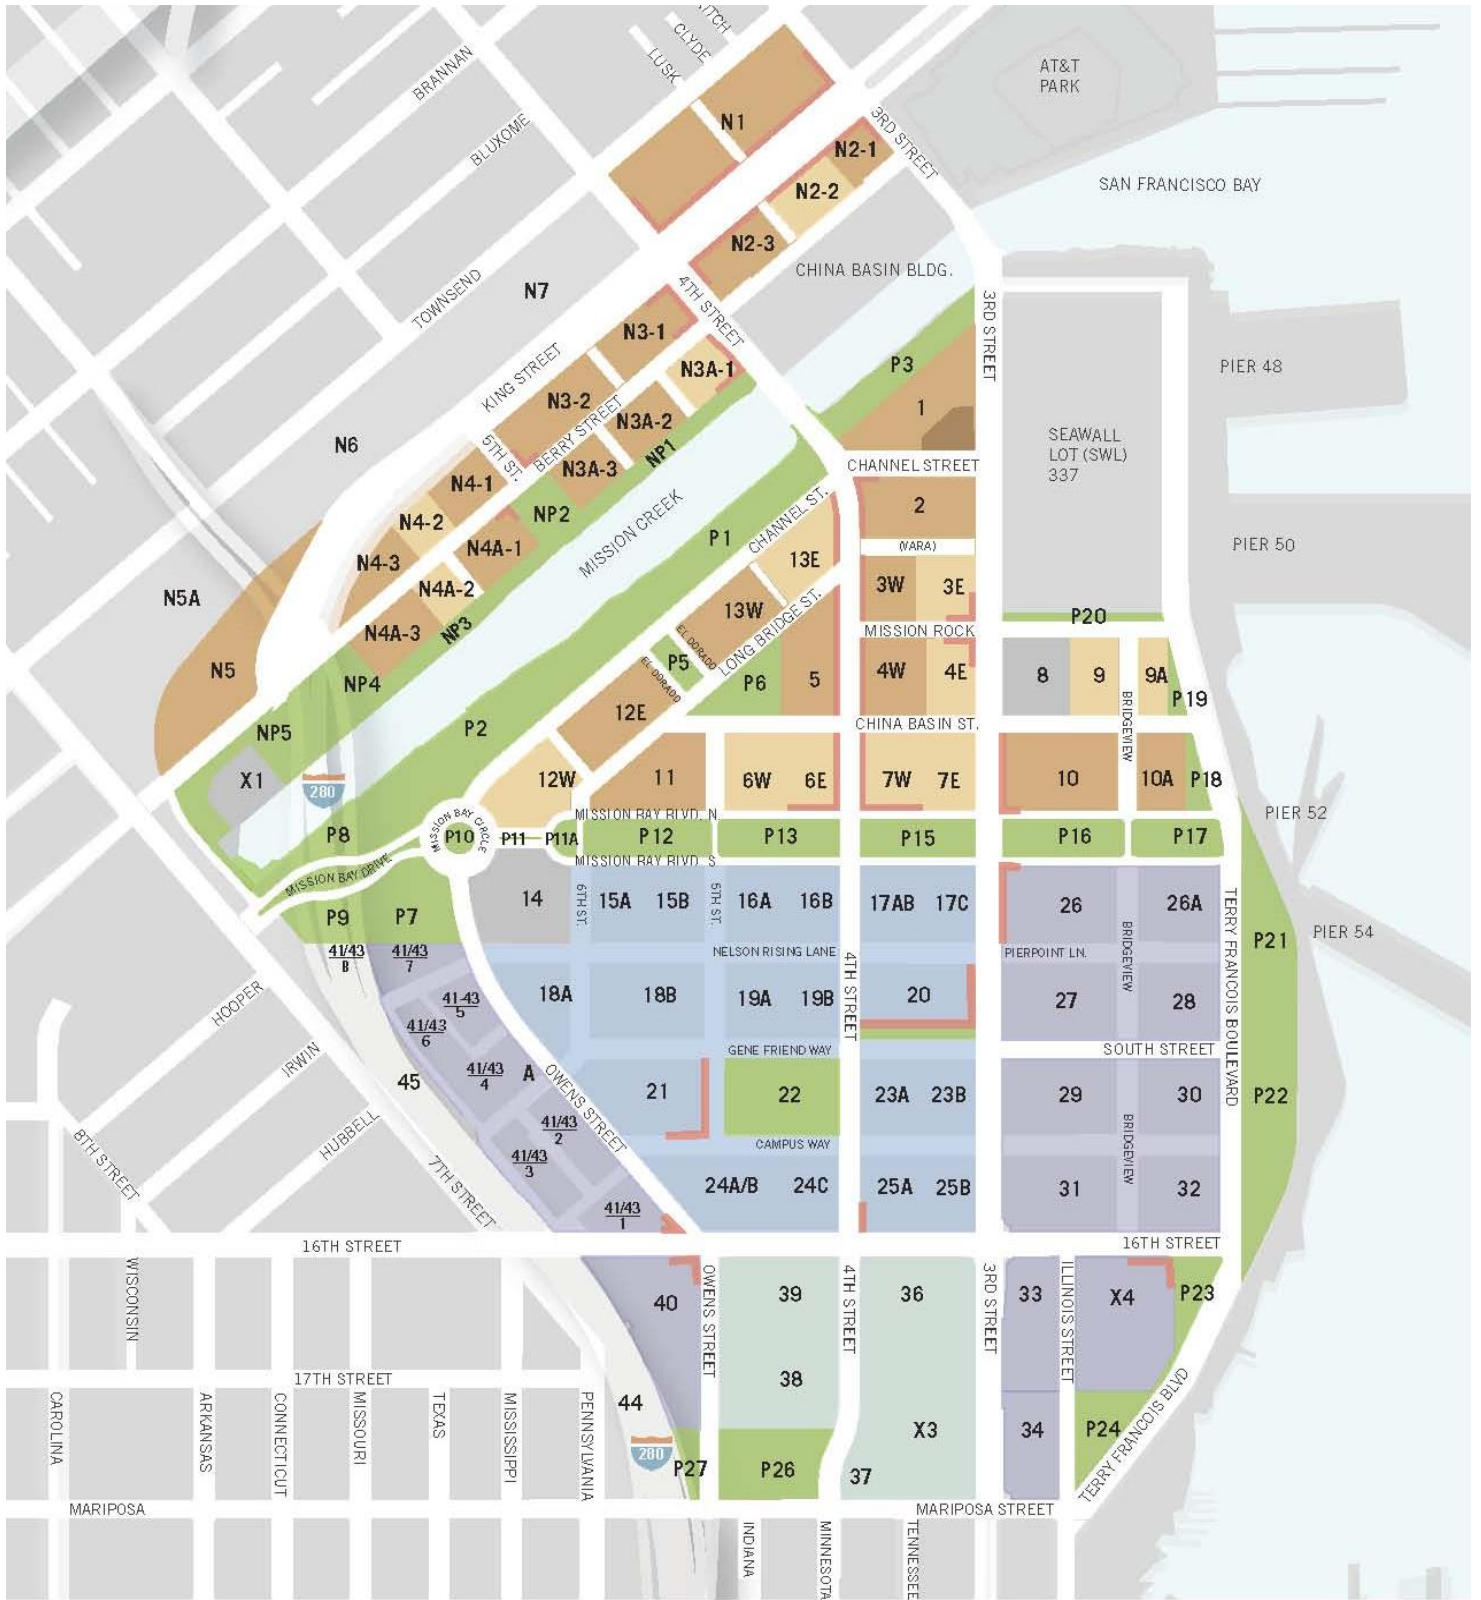 ITCH
CLYDE
LUSK
BRANNAN
BLUXOME
TOWNSEND
AT&T
PARK
3RD STREET
SAN FRANCISCO BAY
N1
N2-1
N2-2
N2-3
CHINA BASIN BLDG.
N7
4TH STREET
3RD STREET
N3-1
N3A-1
KING STREET
P3
PIER 48
N3-2
BERRY STREET
N3A-2
1
N6
5TH ST.
N3A-3
NP1
SEAWALL
LOT (SWL)
337
CHANNEL STREET
N4-1
N4-2
NP2
MISSION CREEK
CHANNEL ST.
2
N4-3
N4A-1
P1
13E
(VARA)
PIER 50
N5A
N4A-2
13W
LONG BRIDGE ST.
3W
3E
P20
N4A-3
NP3
EL DORADO
MISSION ROCK
N5
NP4
P5
EL DORADO
P6
5
4W
4E
8
9
9A
P19
12E
CHINA BASIN ST.
BRIDGEVIEW
NP5
P2
X1
280
12W
11
6W
6E
7W
7E
10
10A
P18
PIER 52
MISSION BAY BLVD. N
P8
MISSION BAY CIRCLE
P10
P11
P11A
P12
P13
P15
P16
P17
MISSION BAY DRIVE
MISSION BAY BLVD. S
P9
P7
14
6TH ST.
15A
15B
5TH ST.
16A
16B
17AB
17C
26
26A
TERRY FRANCOIS BOULEVARD
PIER 54
P21
41/43
8
41/43
7
NELSON RISING LANE
4TH STREET
PIERPOINT LN.
BRIDGEVIEW
HOOPER
41-43
5
18A
18B
19A
19B
20
27
28
41/43
6
IRWIN
GENE FRIEND WAY
SOUTH STREET
45
41/43
4
A
OWENS STREET
21
22
23A
23B
29
30
P22
HUBBELL
41/43
2
CAMPUS WAY
BRIDGEVIEW
8TH STREET
7TH STREET
41/43
3
24A/B
24C
25A
25B
31
32
41/43
1
16TH STREET
16TH STREET
WISCONSIN
40
OWENS STREET
39
4TH STREET
36
3RD STREET
33
ILLINOIS STREET
X4
P23
17TH STREET
38
CAROLINA
ARKANSAS
CONNECTICUT
MISSOURI
TEXAS
MISSISSIPPI
PENNSYLVANIA
44
X3
34
P24
TERRY FRANCOIS BLVD
280
P27
P26
37
MARIPOSA
MARIPOSA STREET
INDIANA
MINNESOTA
TENNESSEE